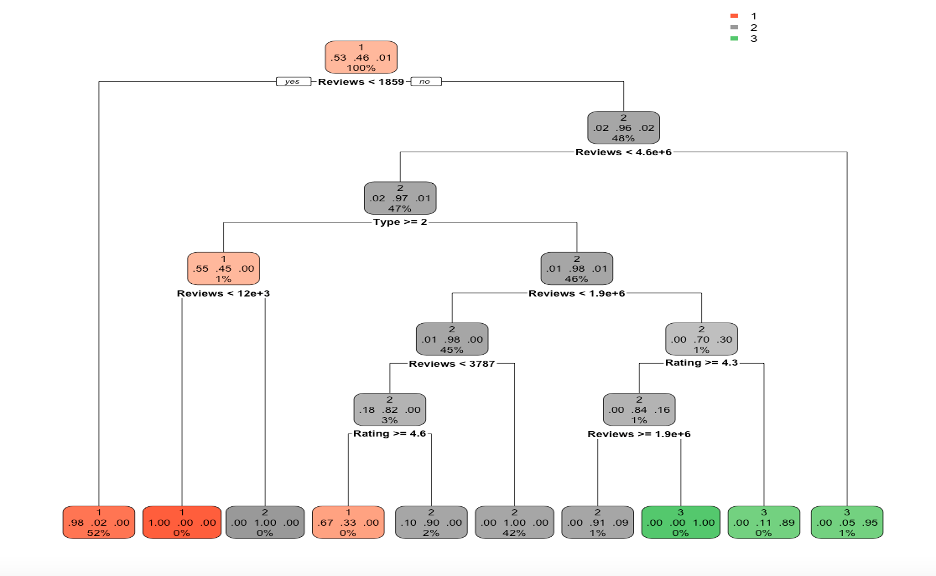 1
2
3
1
.53 .46 .01
100%
yes Reviews < 1859 no
2
.02 .96 .02
48%
Reviews < 4.6e+6
2
.02 .97 .01
47%
Type >= 2
1
.55 .45 .00
1%
Reviews < 12e+3
2
.01 .98 .01
46%
Reviews < 1.9e+6
2
.01 .98 .00
45%
Reviews < 3787
2
.00 .70 .30
1%
Rating >= 4.3
2
.18 .82 .00
3%
Rating >= 4.6
2
.00 .84 .16
1%
Reviews >= 1.9e+6
1
.98 .02 .00
52%
1
1.00 .00 .00
0%
2
.00 1.00 .00
0%
1
.67 .33 .00
0%
2
.10 .90 .00
2%
2
.00 1.00 .00
42%
2
.00 .91 .09
1%
3
.00 .00 1.00
0%
3
.00 .11 .89
0%
3
.00 .05 .95
1%